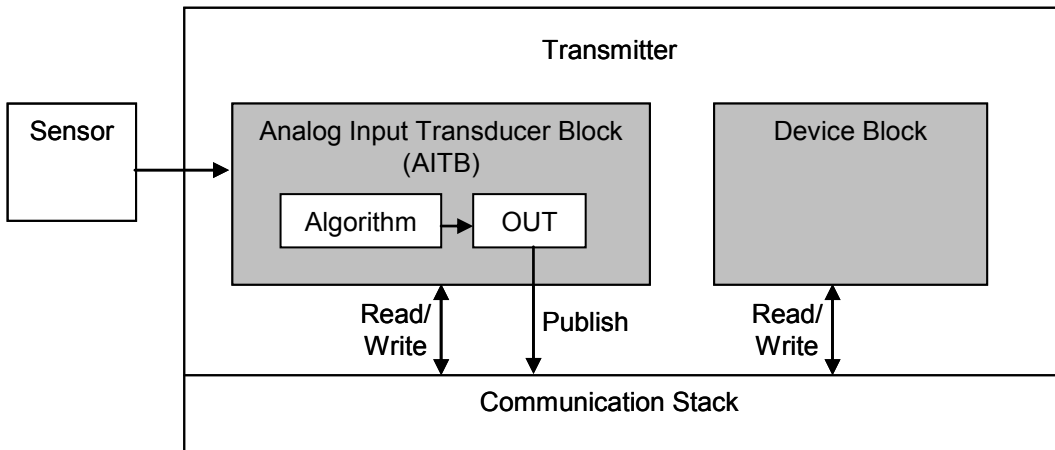 Transmitter
Sensor
Analog Input Transducer Block
(AITB)
Device Block
Algorithm
OUT
Read/
Write
Publish
Read/
Write
Communication Stack